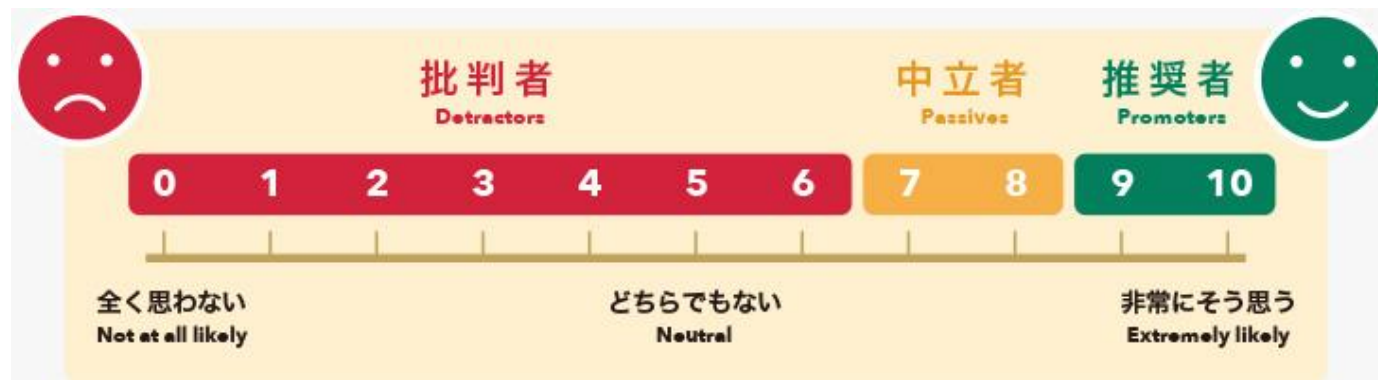 批判者
Detractors
中立者
Passives
推奨者
Promoters
0 1 2 3 4 5 6 7 8 9 10
全く思わない
Not at all likely
どちらでもない
Neutral
非常にそう思う
Extremely likely